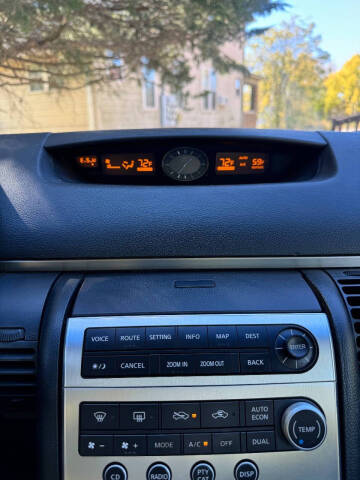 72°F
72°F 59°F
VOICE ROUTE SETTING INFO MAP DEST
CANCEL ZOOM IN ZOOM OUT BACK
ENTER
AUTO
ECON
TEMP
MODE A/C OFF DUAL
CD RADIO PTY
CAT DISP